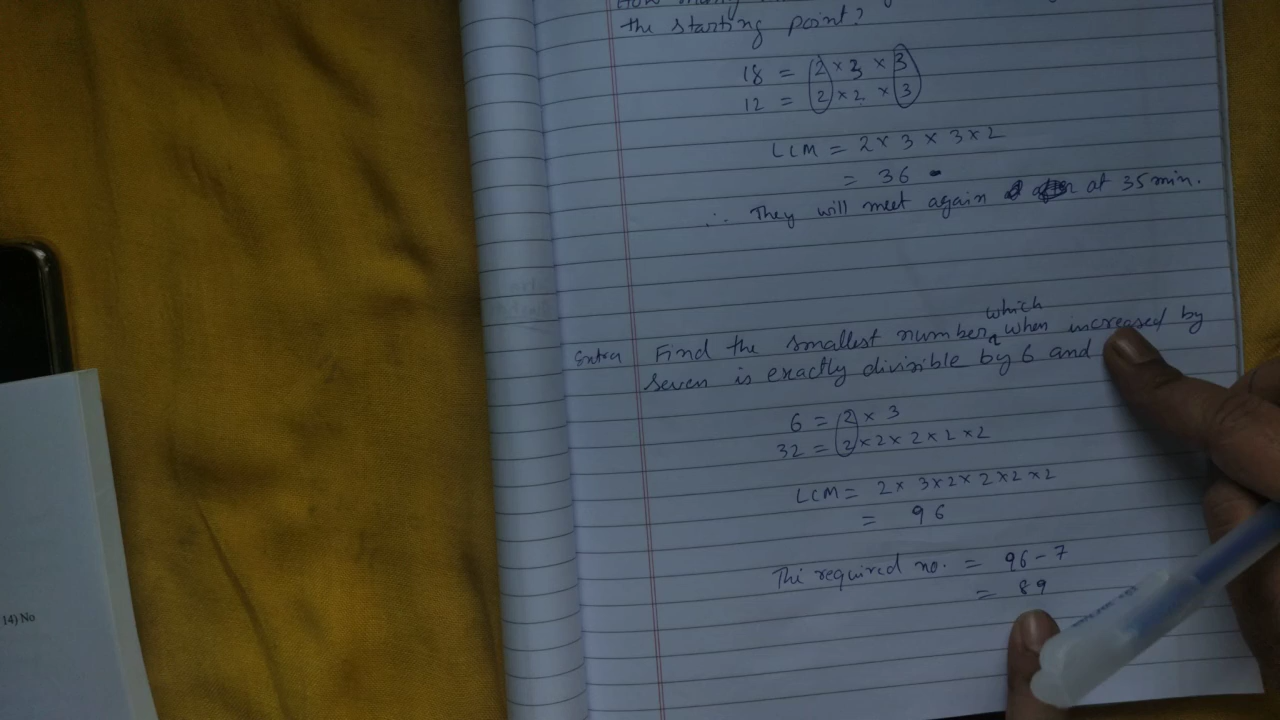 How many
the starting point?
18 = 2 × 3 × 3
12 = 2 × 2 × 3
LCM = 2 × 3 × 3 × 2
= 36
∴ They will meet again at 35 min.
which
Extra Find the smallest number, when increased by
seven is exactly divisible by 6 and
6 = 2 × 3
32 = 2 × 2 × 2 × 2 × 2
LCM = 2 × 3 × 2 × 2 × 2 × 2
= 96
The required no. = 96 - 7
= 89
14) No